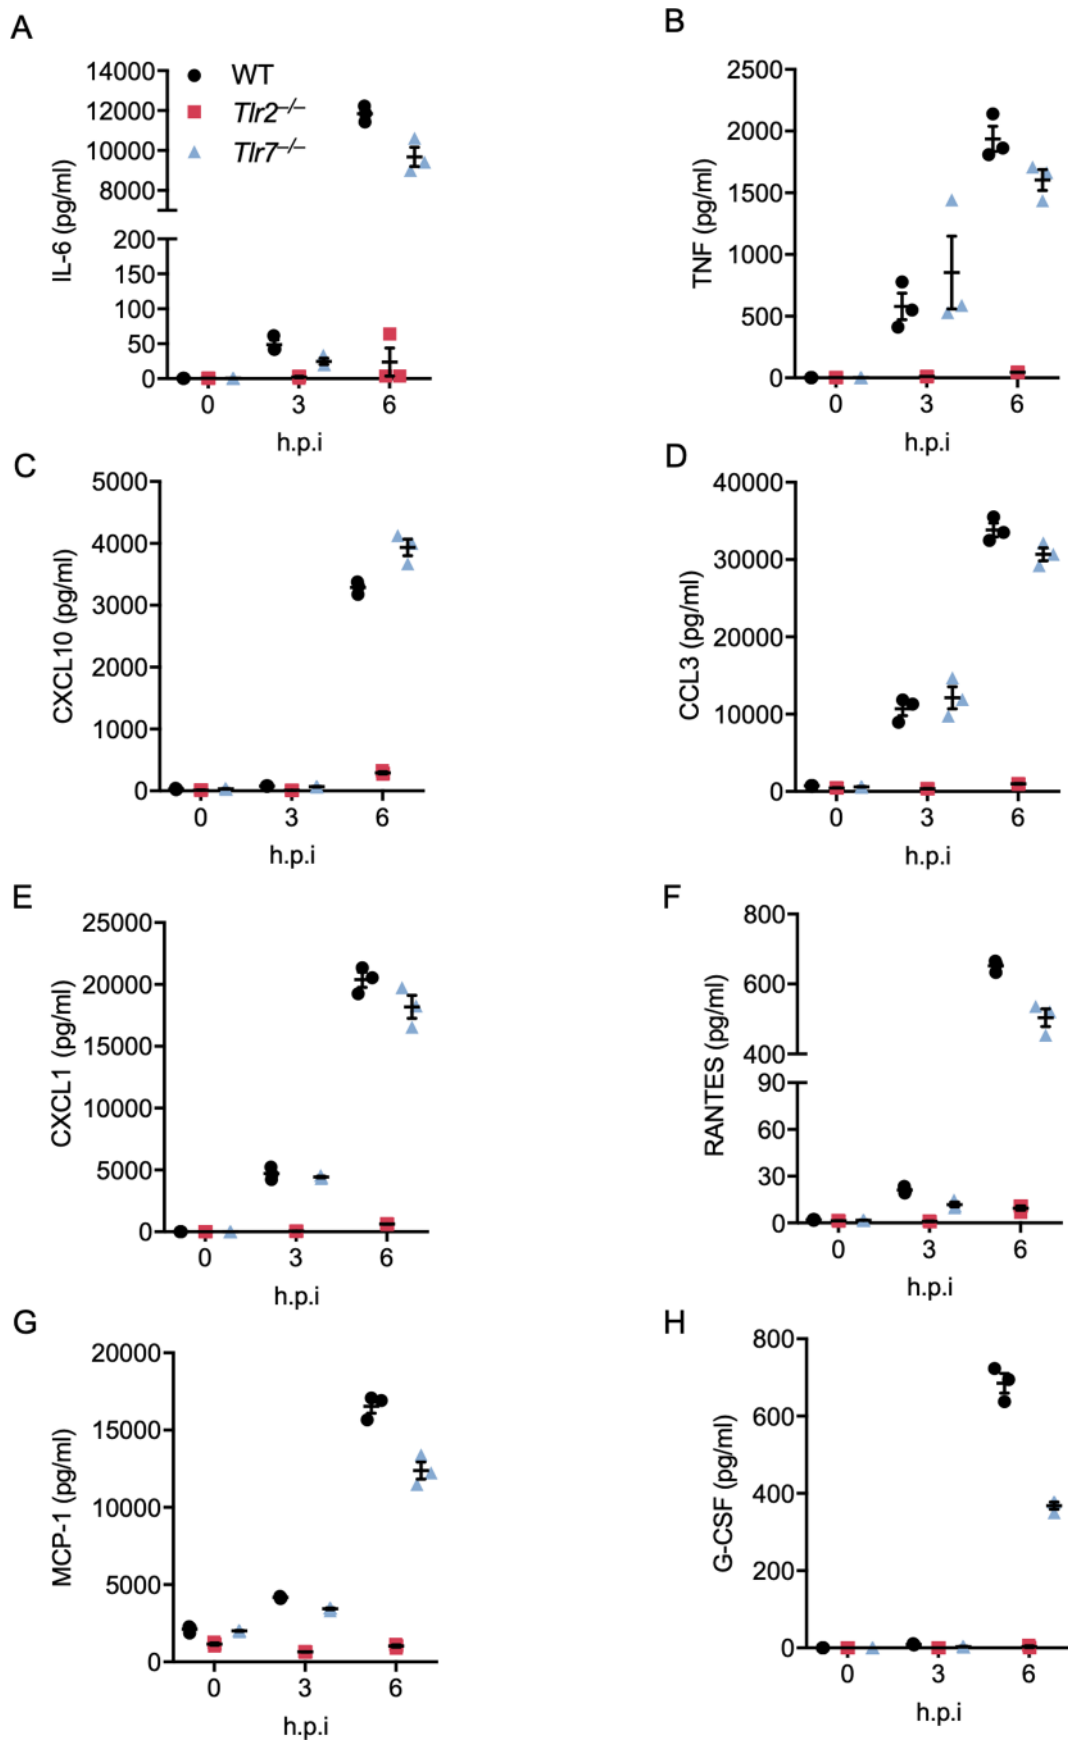 A
14000
12000
10000
8000
200
150
100
50
0
IL-6 (pg/ml)
WT
Tlr2–/–
Tlr7–/–
0 3 6
h.p.i
B
2500
2000
1500
1000
500
0
TNF (pg/ml)
0 3 6
h.p.i
C
5000
4000
3000
2000
1000
0
CXCL10 (pg/ml)
0 3 6
h.p.i
D
40000
30000
20000
10000
0
CCL3 (pg/ml)
0 3 6
h.p.i
E
25000
20000
15000
10000
5000
0
CXCL1 (pg/ml)
0 3 6
h.p.i
F
800
600
400
90
60
30
0
RANTES (pg/ml)
0 3 6
h.p.i
G
20000
15000
10000
5000
0
MCP-1 (pg/ml)
0 3 6
h.p.i
H
800
600
400
200
0
G-CSF (pg/ml)
0 3 6
h.p.i